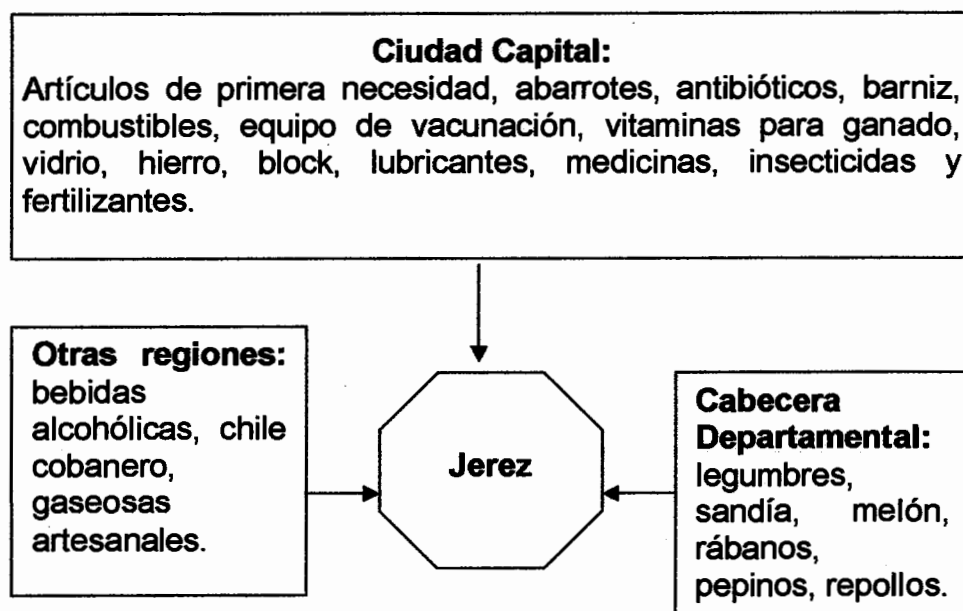 Ciudad Capital:
Artículos de primera necesidad, abarrotes, antibióticos, barniz,
combustibles, equipo de vacunación, vitaminas para ganado,
vidrio, hierro, block, lubricantes, medicinas, insecticidas y
fertilizantes.
Otras regiones:
bebidas
alcohólicas, chile
cobanero,
gaseosas
artesanales.
Jerez
Cabecera
Departamental:
legumbres,
sandía, melón,
rábanos,
pepinos, repollos.